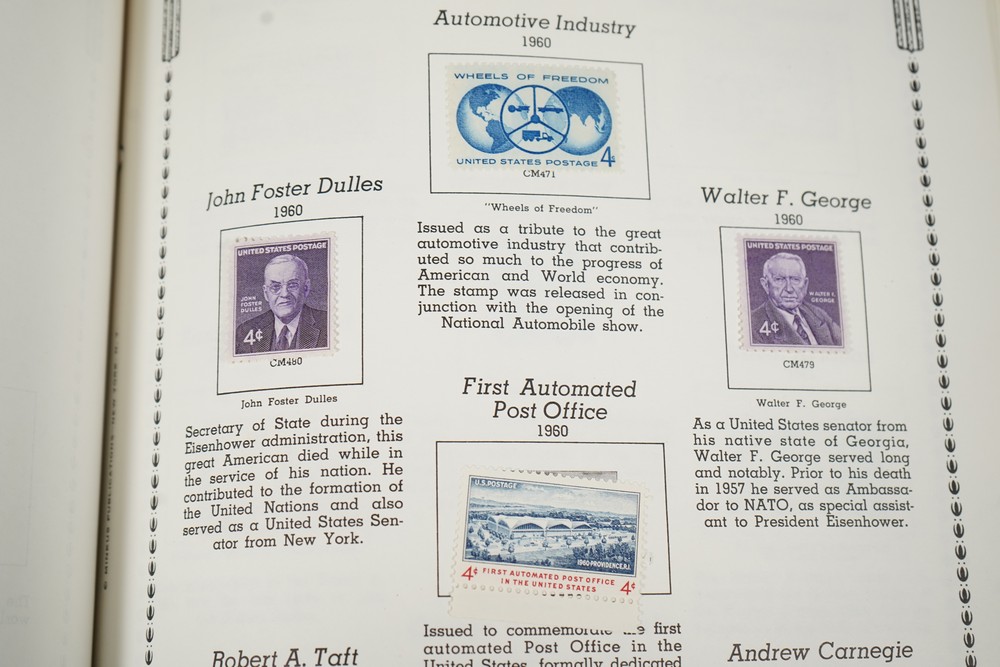 Automotive Industry
1960
WHEELS OF FREEDOM
4¢
UNITED STATES POSTAGE
CM471
"Wheels of Freedom"
Issued as a tribute to the great
automotive industry that contrib-
uted so much to the progress of
American and World economy.
The stamp was released in con-
junction with the opening of the
National Automobile show.
John Foster Dulles
1960
UNITED STATES POSTAGE
JOHN
FOSTER
DULLES
4¢
CM480
John Foster Dulles
Secretary of State during the
Eisenhower administration, this
great American died while in
the service of his nation. He
contributed to the formation of
the United Nations and also
served as a United States Sen-
ator from New York.
Walter F. George
1960
UNITED STATES POSTAGE
WALTER F.
GEORGE
4¢
CM479
Walter F. George
As a United States senator from
his native state of Georgia,
Walter F. George served long
and notably. Prior to his death
in 1957 he served as Ambassa-
dor to NATO, as special assist-
ant to President Eisenhower.
First Automated
Post Office
1960
U.S. POSTAGE
1960 PROVIDENCE, R.I.
4¢ FIRST AUTOMATED POST OFFICE 4¢
IN THE UNITED STATES
Issued to commemorate the first
automated Post Office in the
United States, formally dedicated
Robert A. Taft
Andrew Carnegie